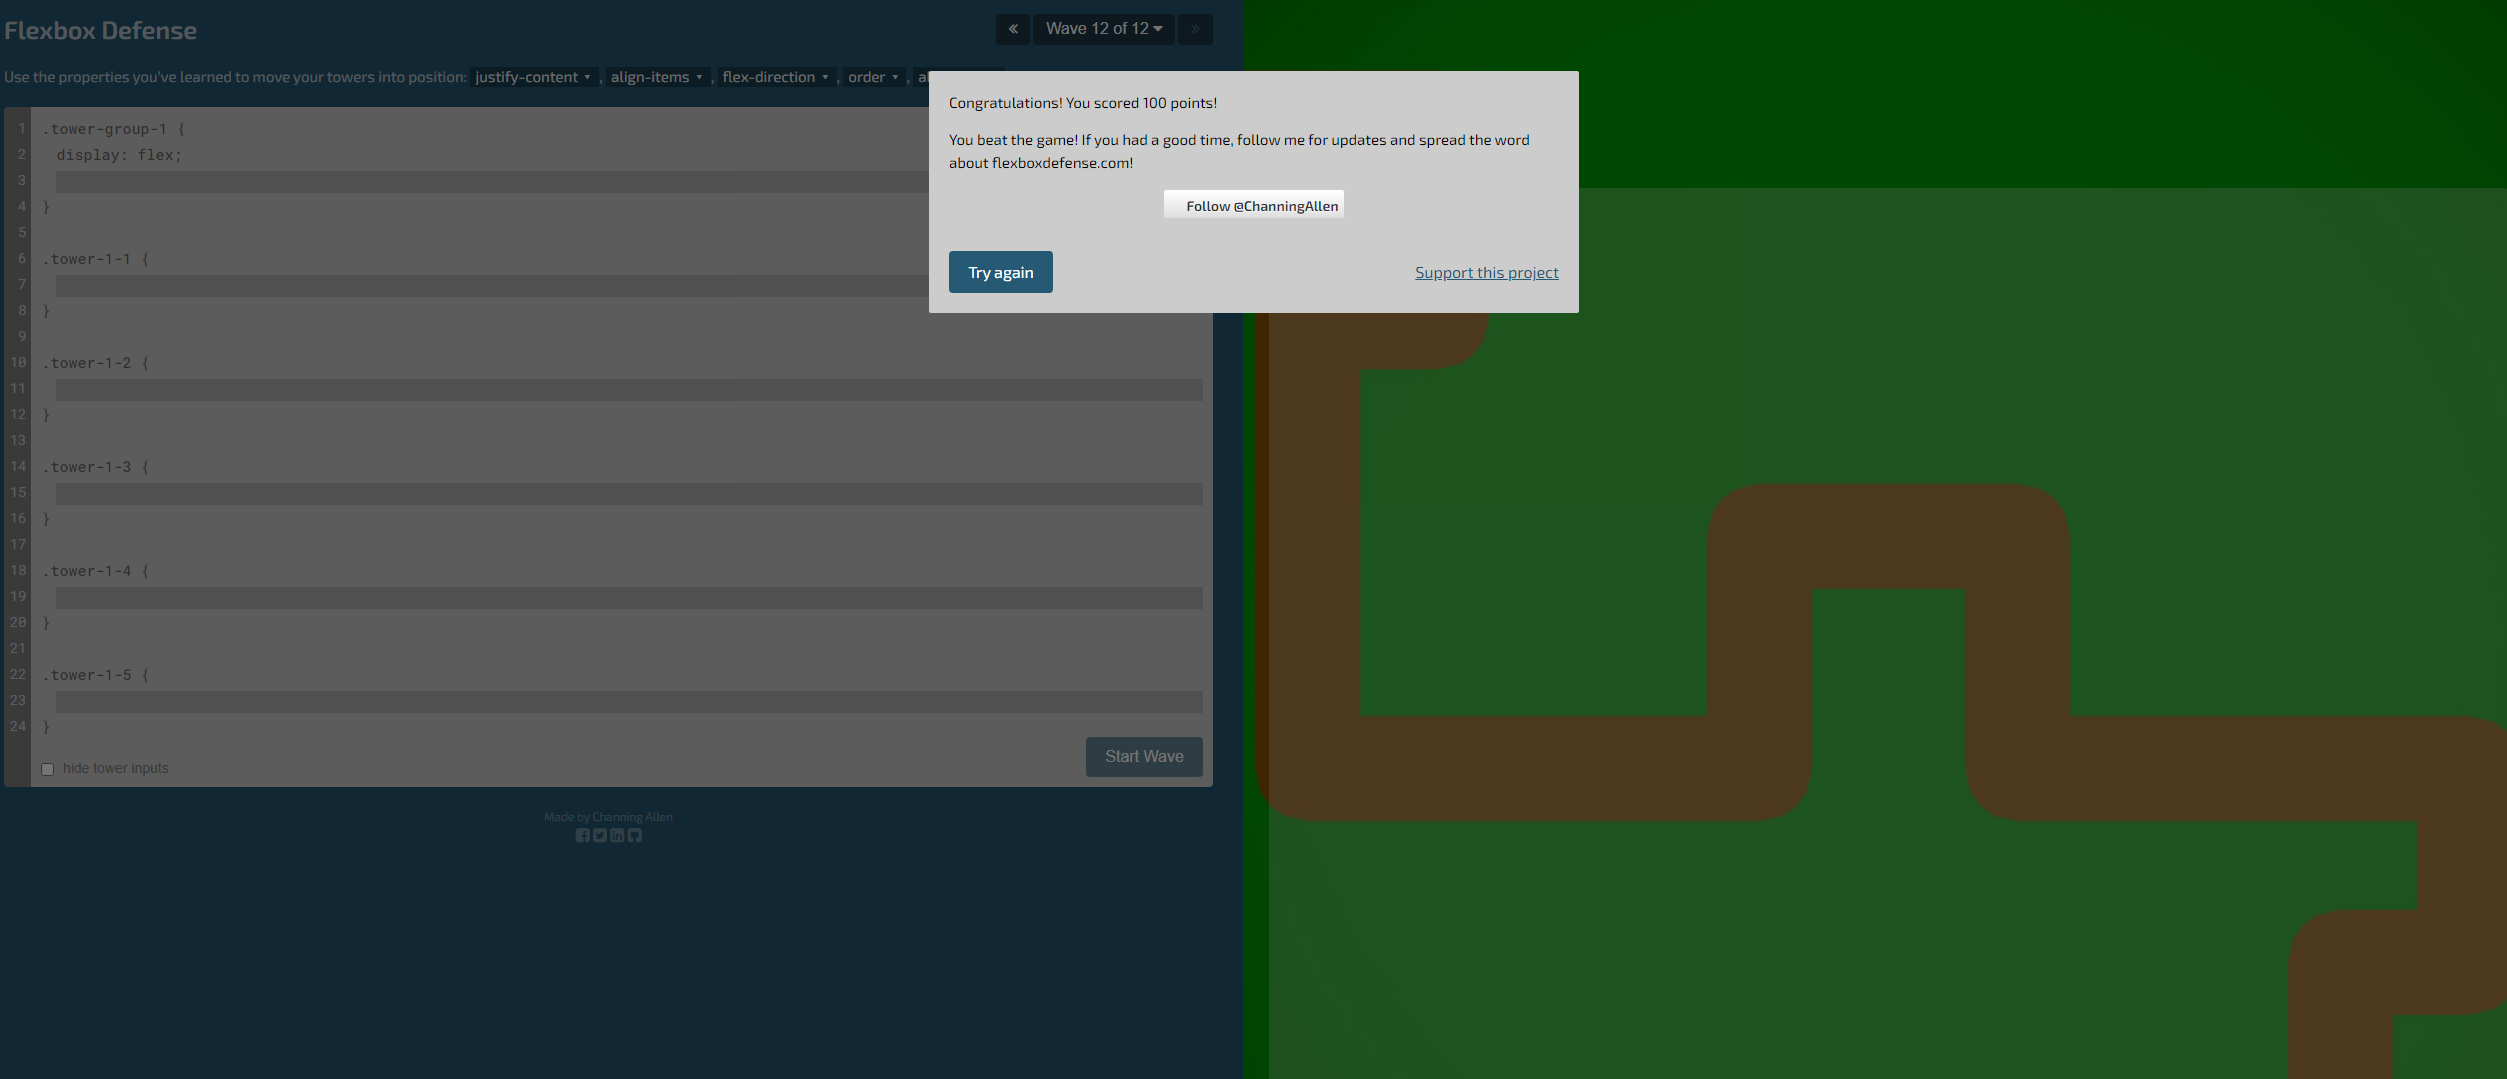 Flexbox Defense
« Wave 12 of 12 »
Use the properties you've learned to move your towers into position: justify-content , align-items , flex-direction , order ,
Congratulations! You scored 100 points!
You beat the game! If you had a good time, follow me for updates and spread the word
about flexboxdefense.com!
Follow @ChanningAllen
Try again
Support this project
1 .tower-group-1 {
2 display: flex;
3
4 }
5
6 .tower-1-1 {
7
8 }
9
10 .tower-1-2 {
11
12 }
13
14 .tower-1-3 {
15
16 }
17
18 .tower-1-4 {
19
20 }
21
22 .tower-1-5 {
23
24 }
hide tower inputs
Start Wave
Made by Channing Allen